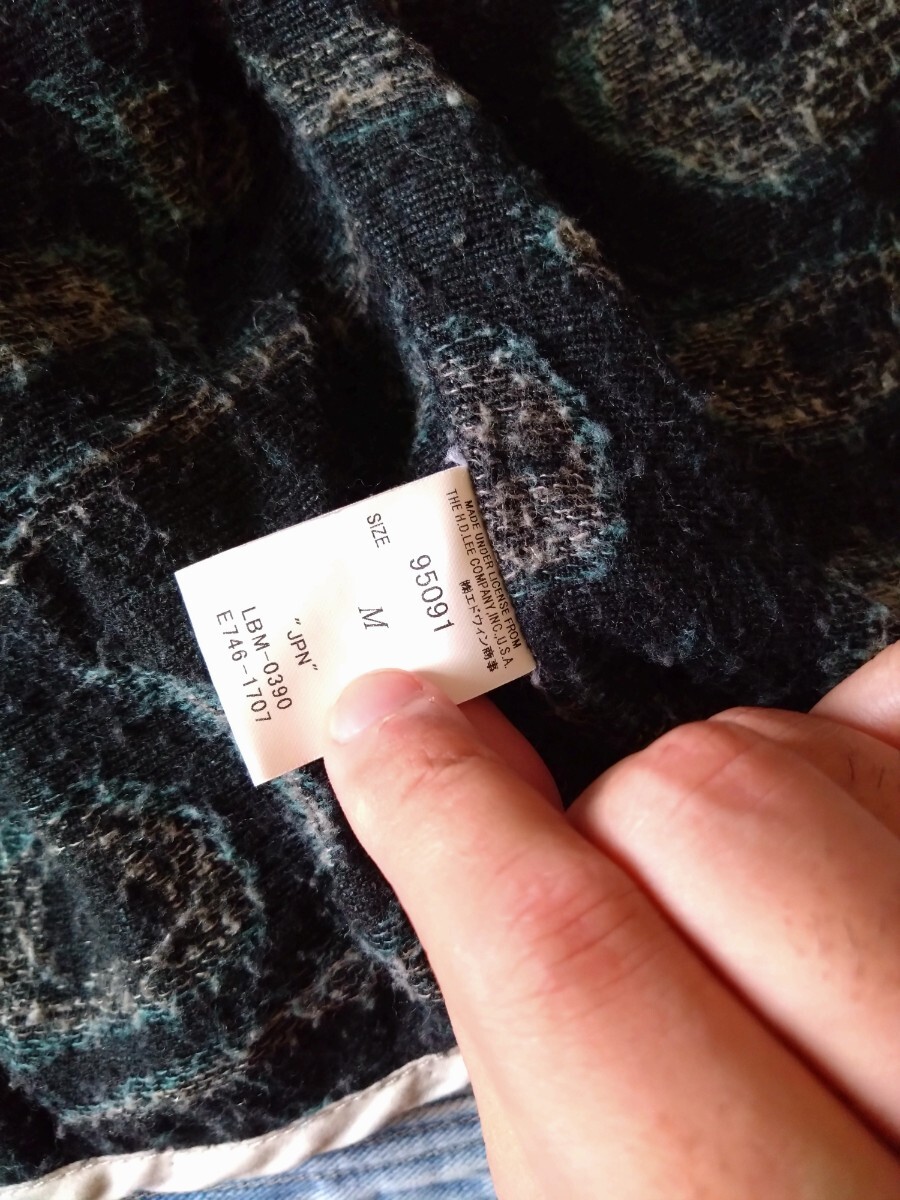 MADE UNDER LICENSE FROM
THE H.D.LEE COMPANY,INC.,U.S.A.
㈱エドウイン商事
95091
SIZE M
"JPN"
LBM-0390
E746-1707